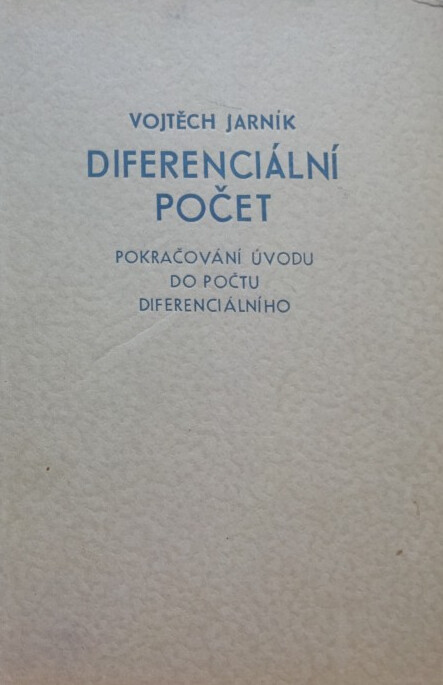 VOJTĚCH JARNÍK
DIFERENCIÁLNÍ
POČET
POKRAČOVÁNÍ ÚVODU
DO POČTU
DIFERENCIÁLNÍHO